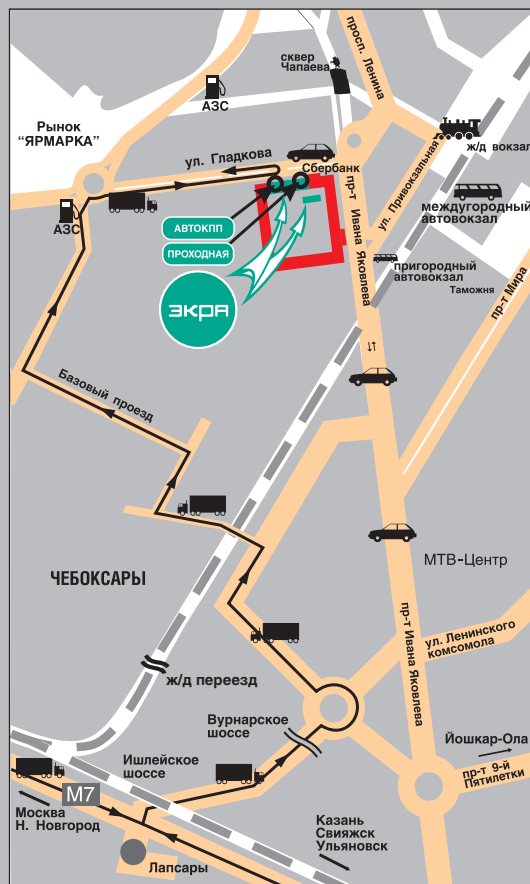 просп. Ленина
сквер
Чапаева
АЗС
Рынок
"ЯРМАРКА"
ж/д вокзал
ул. Гладкова
Сбербанк
ул. Привокзальная
междугородный
автовокзал
АЗС
АВТОКПП
ПРОХОДНАЯ
пр-т Ивана Яковлева
пригородный
автовокзал
Таможня
пр-т Мира
ЭКРА
Базовый проезд
МТВ-Центр
ЧЕБОКСАРЫ
пр-т Ивана Яковлева
ул. Ленинского
комсомола
ж/д переезд
Вурнарское
шоссе
Йошкар-Ола
Ишлейское
шоссе
пр-т 9-й
Пятилетки
М7
Москва
Н. Новгород
Казань
Свияжск
Ульяновск
Лапсары